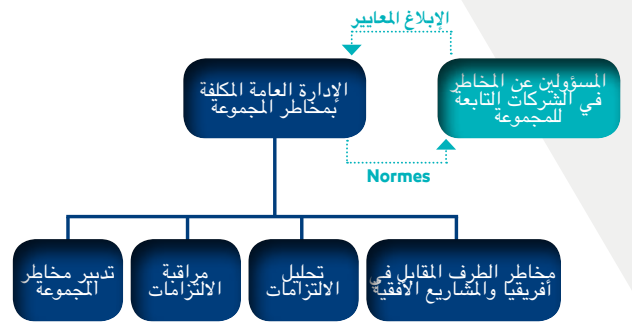 الإبلاغ المعايير
المسؤولين عن المخاطر
في الشركات التابعة
للمجموعة
الإدارة العامة المكلفة
بمخاطر المجموعة
Normes
مخاطر الطرف المقابل في
أفريقيا والمشاريع الأفقية
تحليل
الالتزامات
مراقبة
الالتزامات
تدبير مخاطر
المجموعة